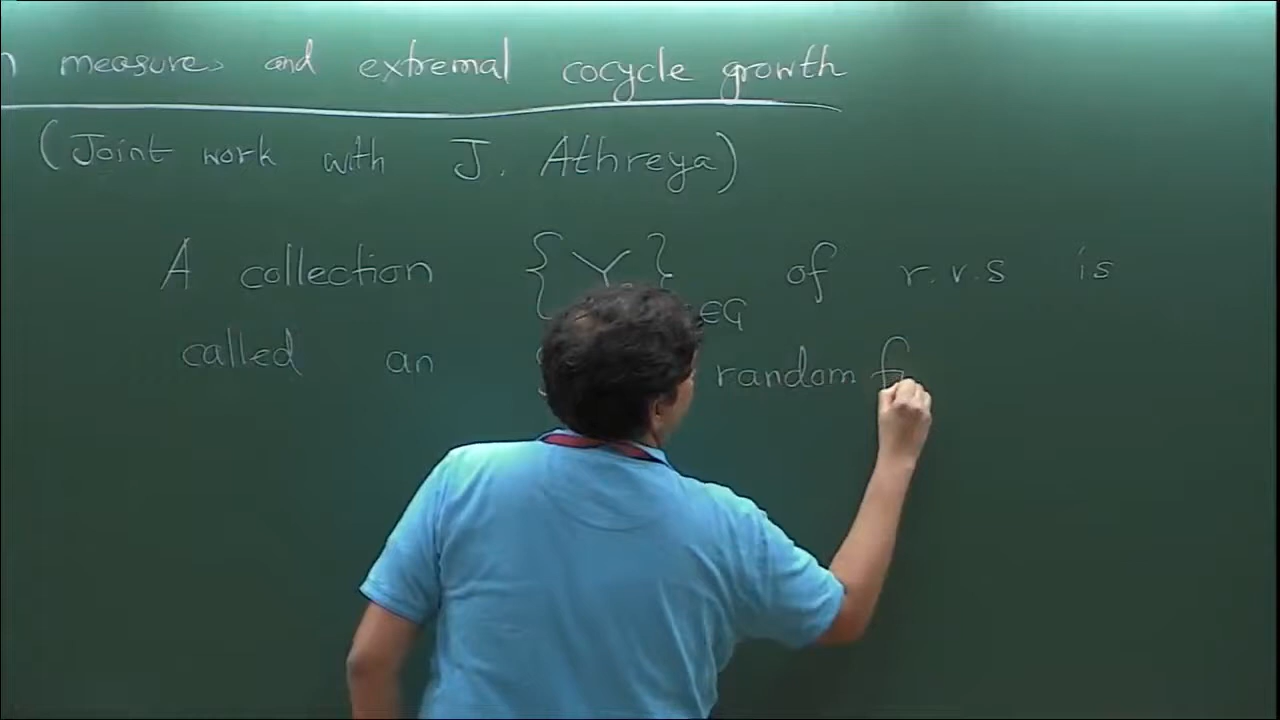 measures and extremal cocycle growth
(Joint work with J. Athreya)
A collection { Y } ∈G of r.v.s is
called an random f